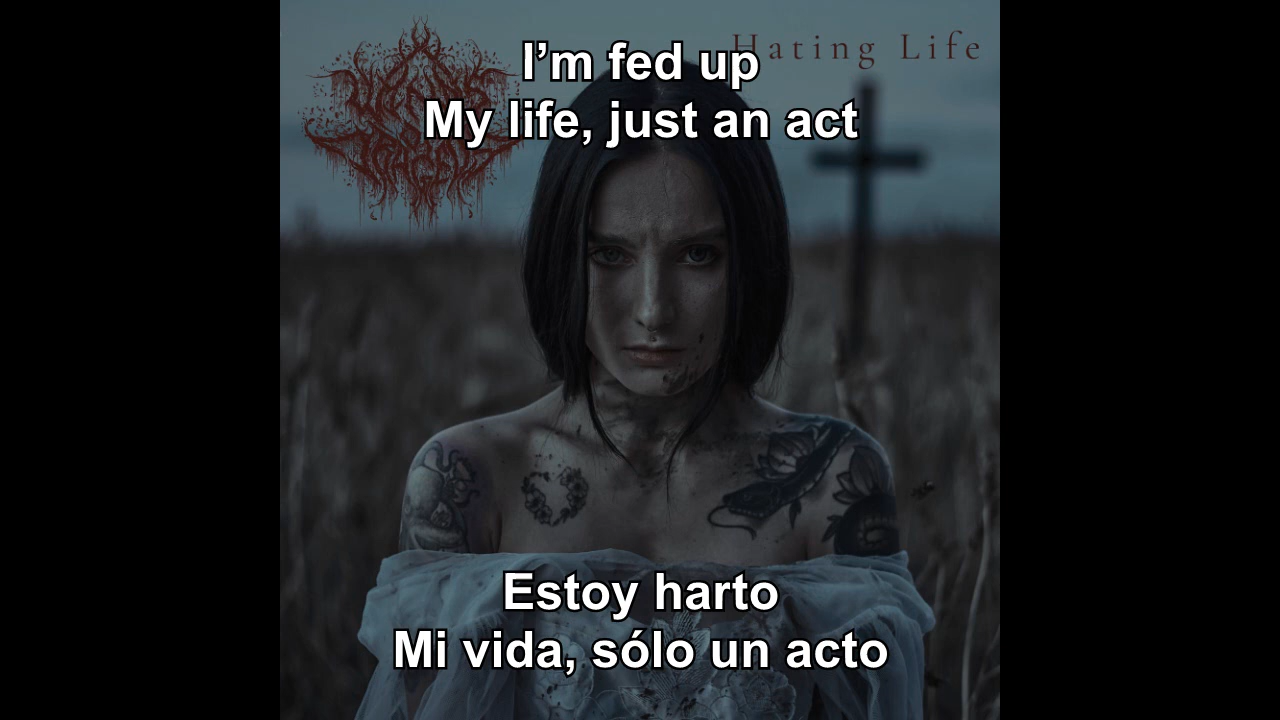 Hating Life
I’m fed up
My life, just an act
Estoy harto
Mi vida, sólo un acto